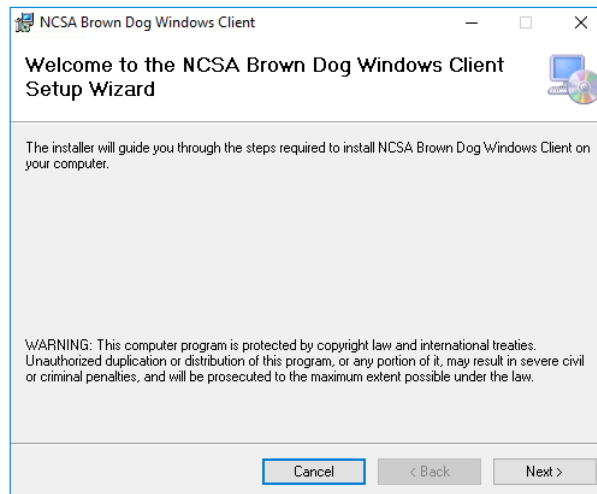 NCSA Brown Dog Windows Client
Welcome to the NCSA Brown Dog Windows Client
Setup Wizard
The installer will guide you through the steps required to install NCSA Brown Dog Windows Client on
your computer.
WARNING: This computer program is protected by copyright law and international treaties.
Unauthorized duplication or distribution of this program, or any portion of it, may result in severe civil
or criminal penalties, and will be prosecuted to the maximum extent possible under the law.
Cancel < Back Next >